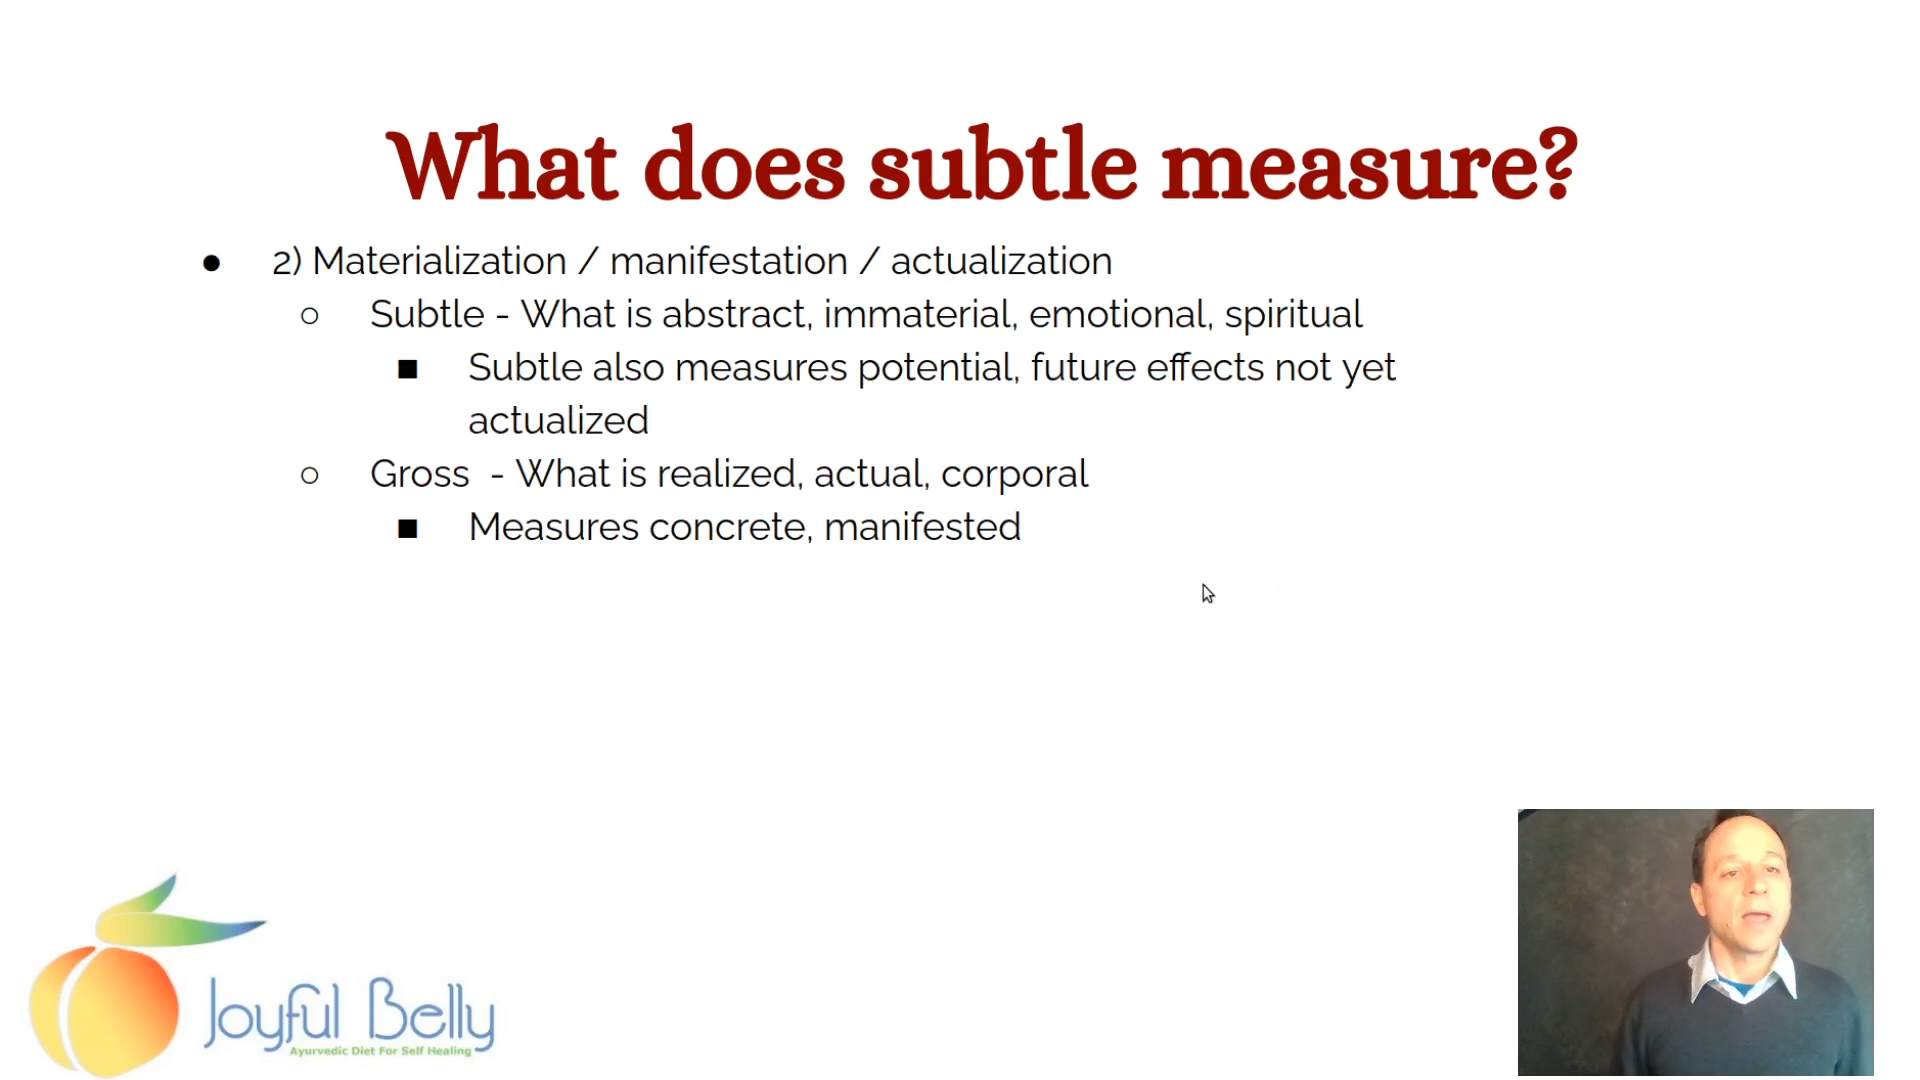 What does subtle measure?
● 2) Materialization / manifestation / actualization
○ Subtle - What is abstract, immaterial, emotional, spiritual
■ Subtle also measures potential, future effects not yet
actualized
○ Gross - What is realized, actual, corporal
■ Measures concrete, manifested
Joyful Belly
Ayurvedic Diet For Self Healing